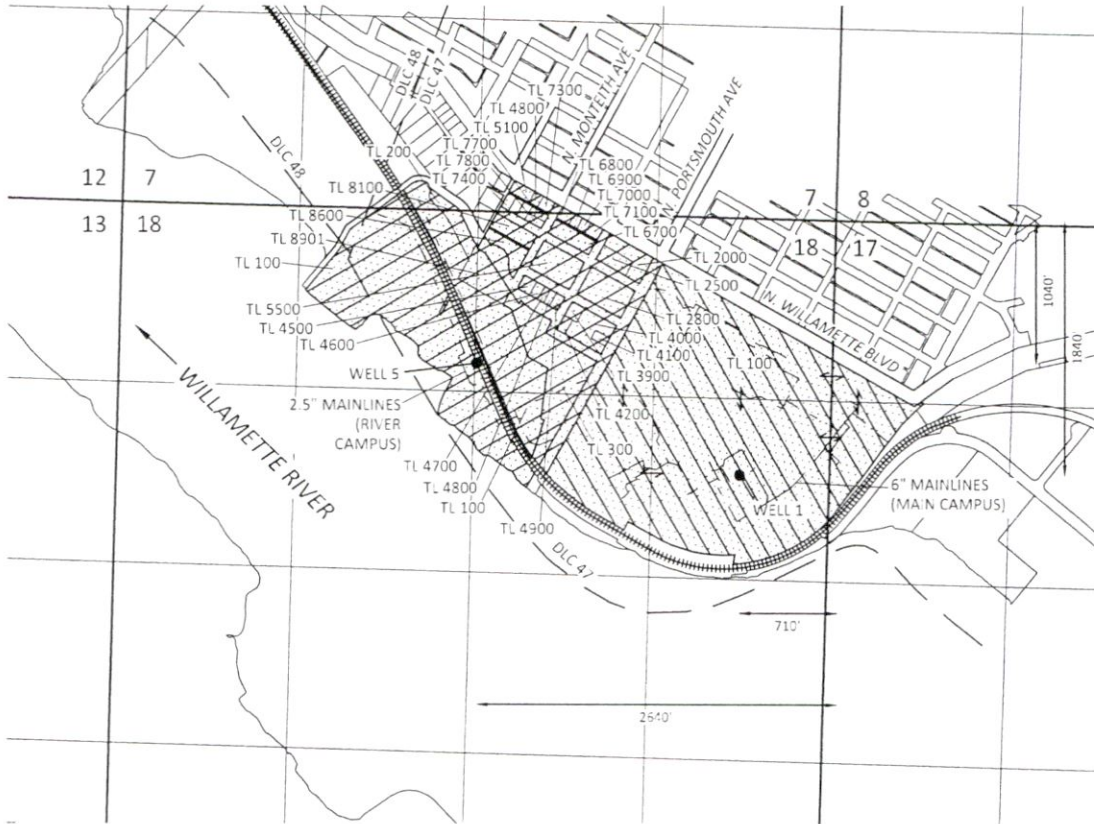 DLC 48
DLC 47
TL 7300
TL 4800
TL 5100
N. MONTEITH AVE
N. PORTSMOUTH AVE
DLC 48
TL 200
TL 7700
TL 7800
TL 7400
TL 6800
TL 6900
TL 7000
TL 7100
TL 6700
12 7
13 18
7 8
18 17
TL 8100
TL 8600
TL 8901
TL 100
TL 5500
TL 4500
TL 4600
TL 2000
TL 2500
N. WILLAMETTE BLVD
1040'
1840'
TL 2800
TL 4000
TL 4100
TL 3900
TL 100
WELL 5
2.5" MAINLINES
(RIVER
CAMPUS)
WILLAMETTE RIVER
TL 4200
TL 300
TL 4700
TL 4800
TL 100
TL 4900
WELL 1
6" MAINLINES
(MAIN CAMPUS)
DLC 47
710'
2640'